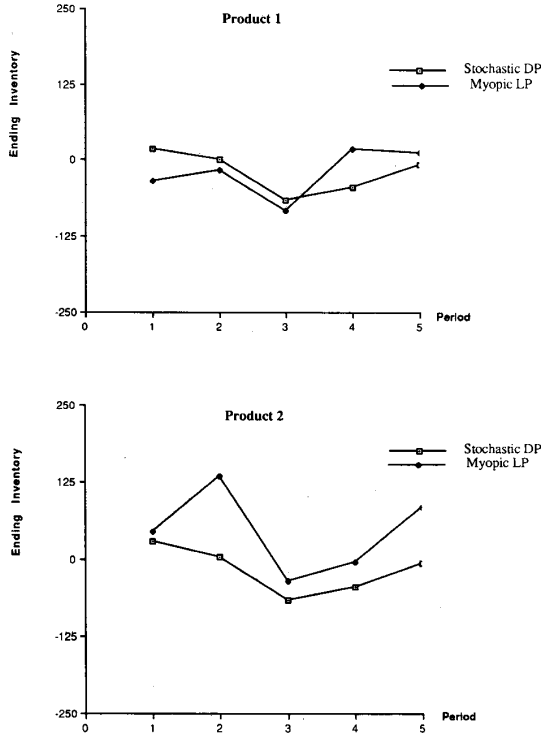 Product 1
250
125
0
-125
-250
Ending Inventory
Stochastic DP
Myopic LP
0 1 2 3 4 5
Period
Product 2
250
125
0
-125
-250
Ending Inventory
Stochastic DP
Myopic LP
0 1 2 3 4 5
Period